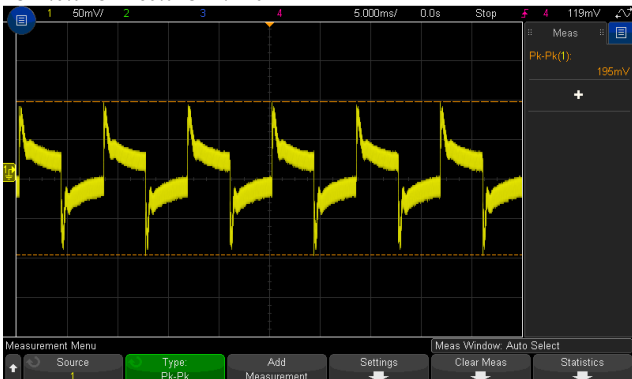 1 50mV/ 2 3 4 5.000ms/ 0.0s Stop 4 119mV
Meas
Pk-Pk(1):
195mV
+
1
Measurement Menu Meas Window: Auto Select
Source Type: Add Settings Clear Meas Statistics
1 Pk-Pk Measurement